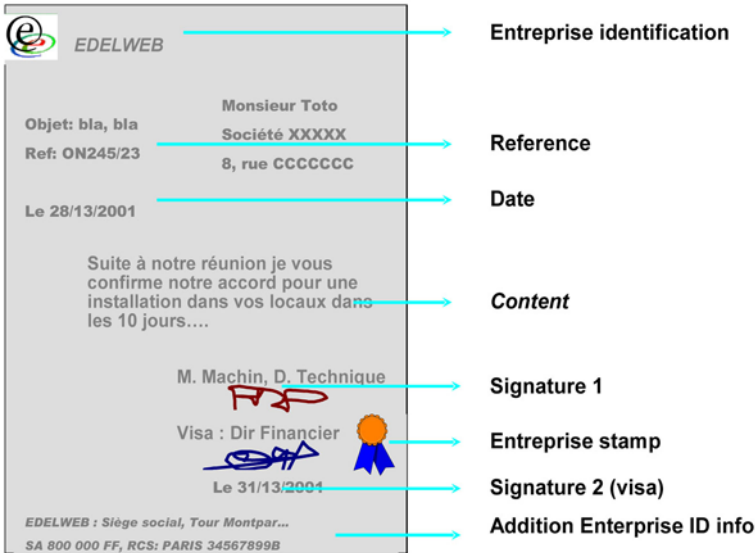 EDELWEB
Entreprise identification
Monsieur Toto
Objet: bla, bla
Société XXXXX
Ref: ON245/23
8, rue CCCCCCC
Reference
Date
Le 28/13/2001
Suite à notre réunion je vous
confirme notre accord pour une
installation dans vos locaux dans
les 10 jours....
Content
M. Machin, D. Technique
Signature 1
Visa : Dir Financier
Entreprise stamp
Le 31/13/2001
Signature 2 (visa)
EDELWEB : Siège social, Tour Montpar...
Addition Enterprise ID info
SA 800 000 FF, RCS: PARIS 34567899B